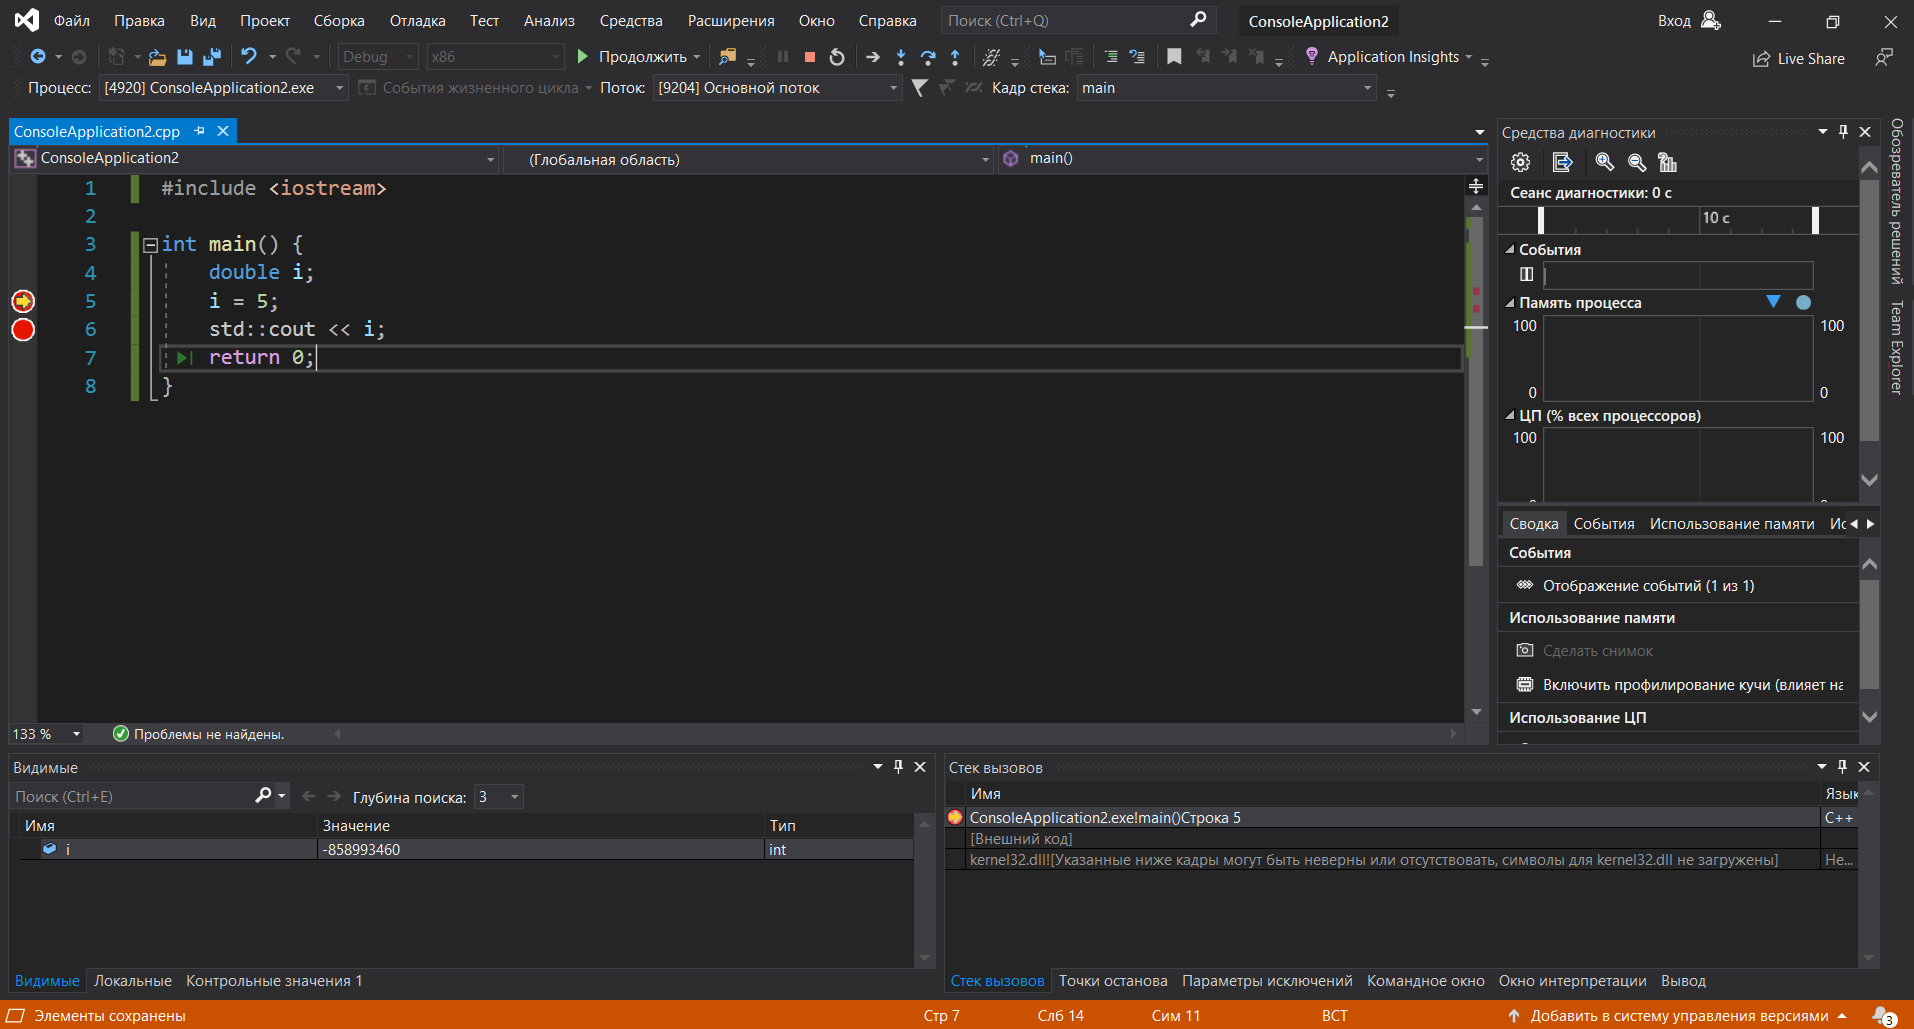 Файл Правка Вид Проект Сборка Отладка Тест Анализ Средства Расширения Окно Справка Поиск (Ctrl+Q) ConsoleApplication2 Вход
Debug x86 Продолжить Application Insights Live Share
Процесс: [4920] ConsoleApplication2.exe События жизненного цикла Поток: [9204] Основной поток Кадр стека: main
ConsoleApplication2.cpp
ConsoleApplication2 (Глобальная область) main()
1 #include <iostream>
2
3 int main() {
4 double i;
5 i = 5;
6 std::cout << i;
7 return 0;
8 }
133 % Проблемы не найдены.
Средства диагностики
Сеанс диагностики: 0 с
10 с
События
Память процесса
100 100
0 0
ЦП (% всех процессоров)
100 100
Сводка События Использование памяти Ис
События
Отображение событий (1 из 1)
Использование памяти
Сделать снимок
Включить профилирование кучи (влияет на
Использование ЦП
Обозреватель решений
Team Explorer
Видимые
Поиск (Ctrl+E) Глубина поиска: 3
Имя Значение Тип
i -858993460 int
Видимые Локальные Контрольные значения 1
Стек вызовов
Имя Язык
ConsoleApplication2.exe!main()Строка 5 C++
[Внешний код]
kernel32.dll![Указанные ниже кадры могут быть неверны или отсутствовать, символы для kernel32.dll не загружены] Не...
Стек вызовов Точки останова Параметры исключений Командное окно Окно интерпретации Вывод
Элементы сохранены Стр 7 Слб 14 Сим 11 ВСТ Добавить в систему управления версиями 3